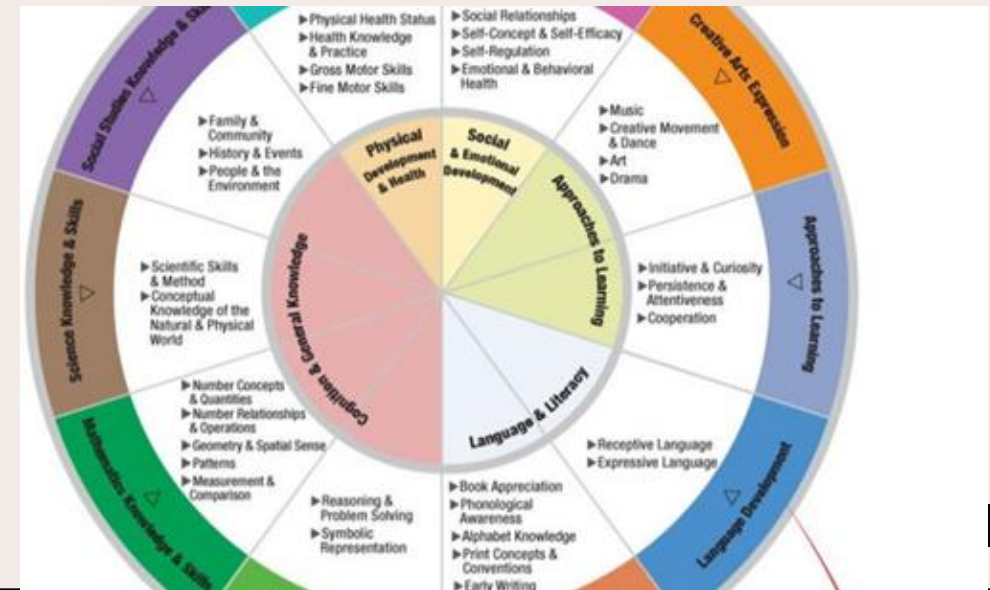 Physical Health Status
Health Knowledge
& Practice
Gross Motor Skills
Fine Motor Skills
Social Relationships
Self-Concept & Self-Efficacy
Self-Regulation
Emotional & Behavioral
Health
Creative Arts Expression
Music
Creative Movement
& Dance
Art
Drama
Approaches to Learning
Initiative & Curiosity
Persistence &
Attentiveness
Cooperation
Language Development
Receptive Language
Expressive Language
Book Appreciation
Phonological
Awareness
Alphabet Knowledge
Print Concepts &
Conventions
Early Writing
Reasoning &
Problem Solving
Symbolic
Representation
Mathematics Knowledge & Skills
Number Concepts
& Quantities
Number Relationships
& Operations
Geometry & Spatial Sense
Patterns
Measurement &
Comparison
Science Knowledge & Skills
Scientific Skills
& Method
Conceptual
Knowledge of the
Natural & Physical
World
Social Studies Knowledge &
Family &
Community
History & Events
People & the
Environment
Physical
Development
& Health
Social
& Emotional
Development
Approaches to Learning
Language & Literacy
Cognition & General Knowledge